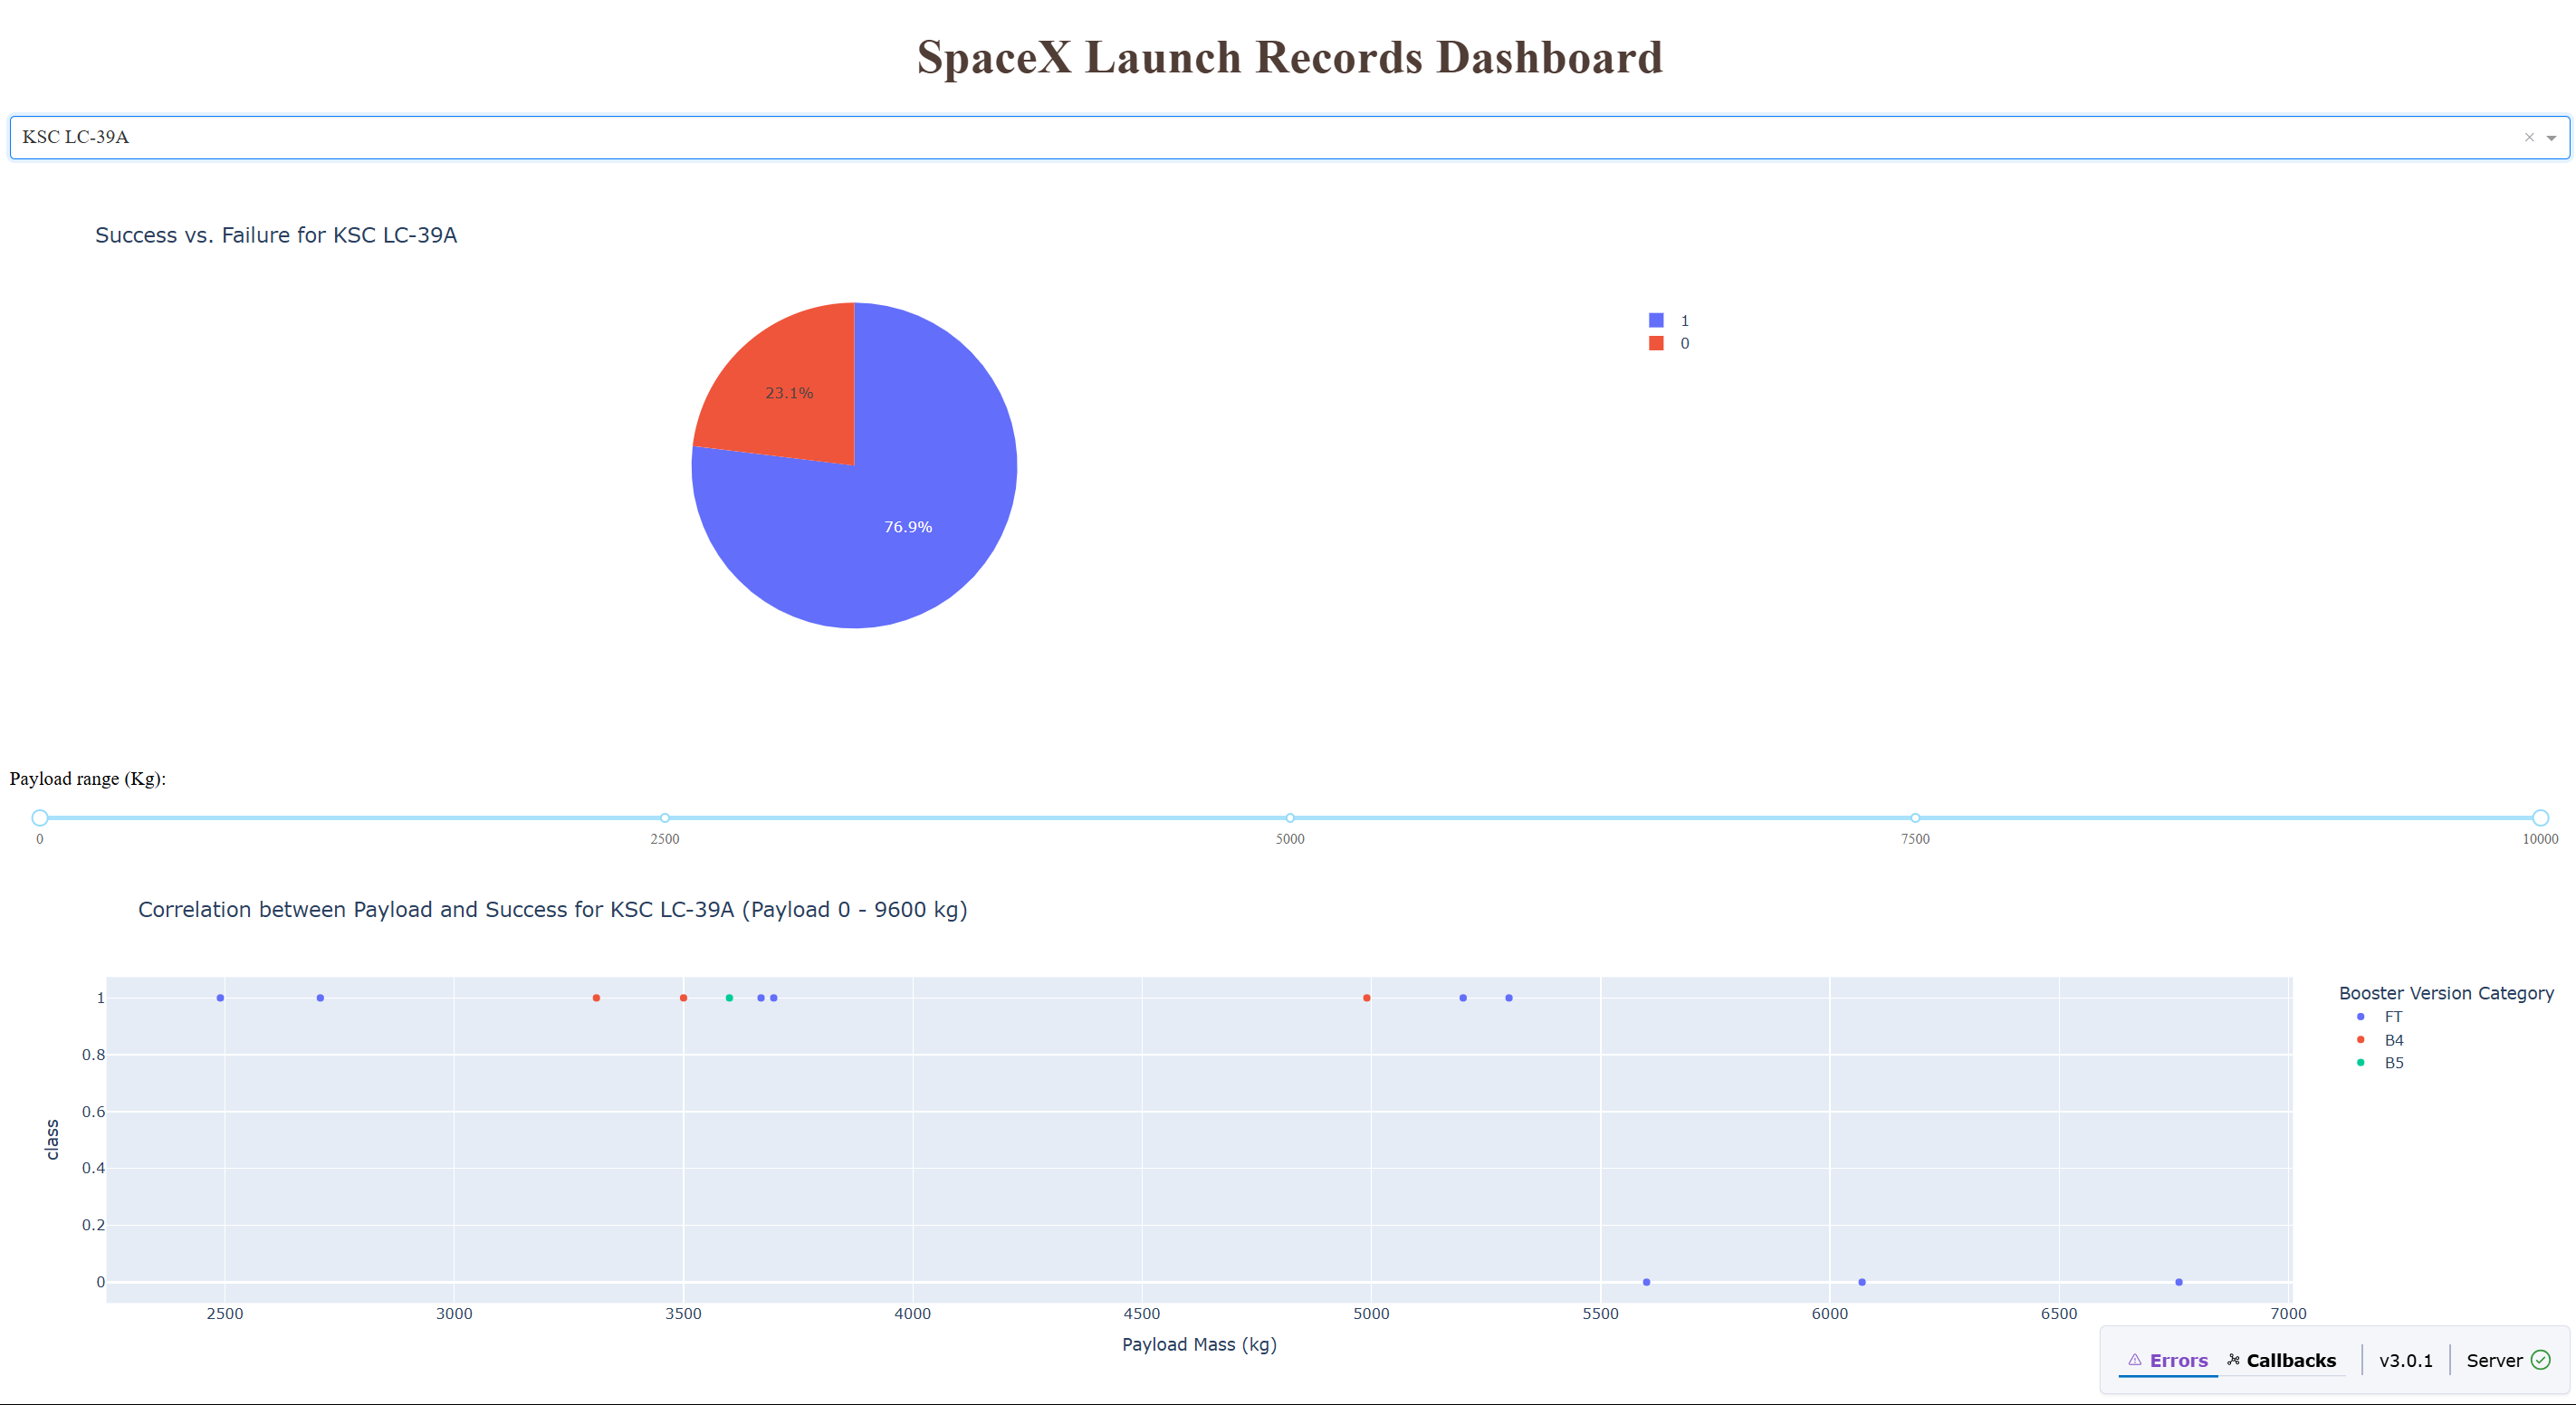 SpaceX Launch Records Dashboard
KSC LC-39A
Success vs. Failure for KSC LC-39A
1
0
23.1%
76.9%
Payload range (Kg):
0 2500 5000 7500 10000
Correlation between Payload and Success for KSC LC-39A (Payload 0 - 9600 kg)
Booster Version Category
FT
B4
B5
class
1
0.8
0.6
0.4
0.2
0
2500 3000 3500 4000 4500 5000 5500 6000 6500 7000
Payload Mass (kg)
Errors Callbacks v3.0.1 Server